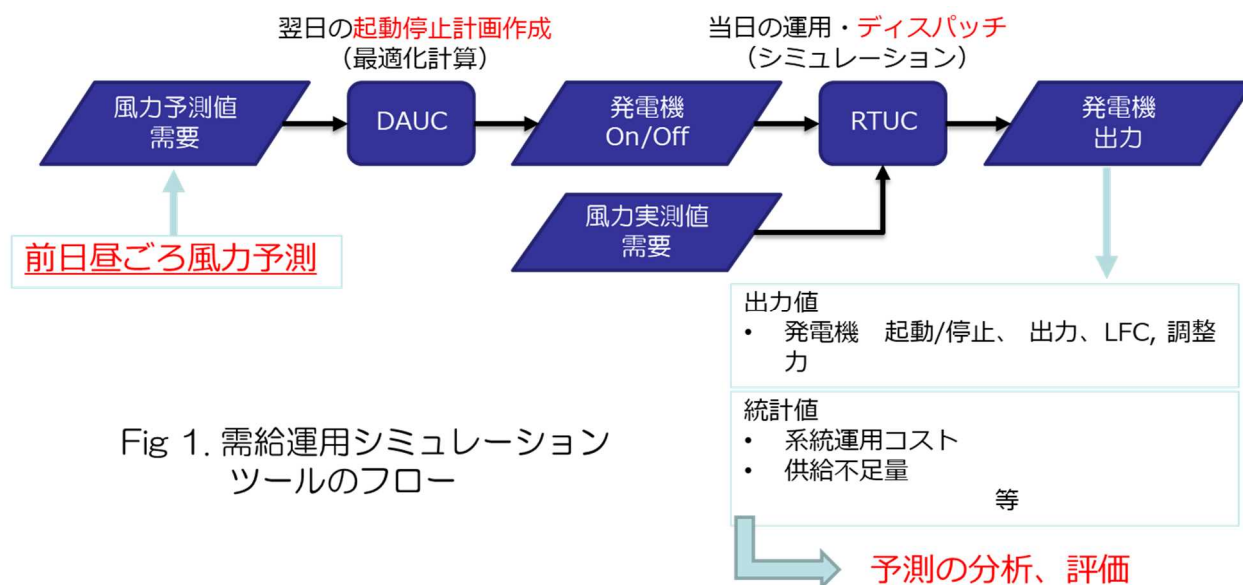 翌日の起動停止計画作成
（最適化計算）
当日の運用・ディスパッチ
（シミュレーション）
風力予測値
需要
DAUC
発電機
On/Off
RTUC
発電機
出力
風力実測値
需要
前日昼ごろ風力予測
出力値
• 発電機　起動/停止、 出力、LFC, 調整
力
統計値
• 系統運用コスト
• 供給不足量
等
Fig 1. 需給運用シミュレーション
ツールのフロー
予測の分析、評価